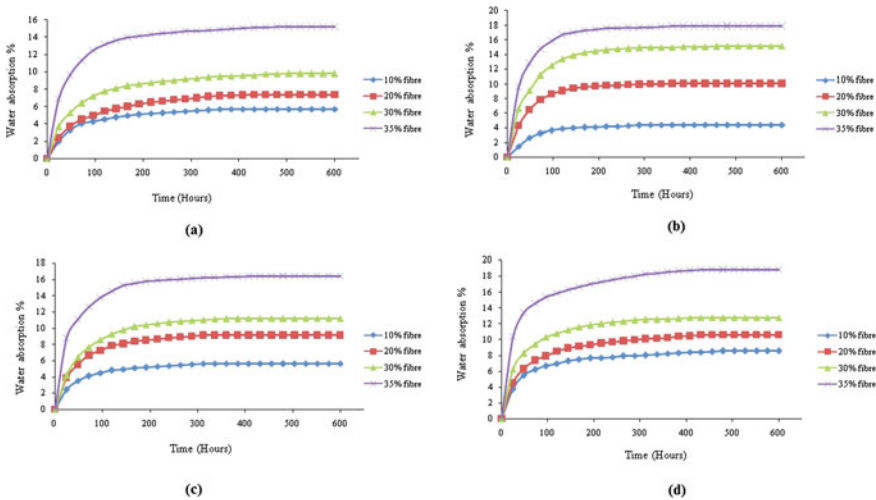 16
14
12
10
8
6
4
2
0
Water absorption %
0 100 200 300 400 500 600
Time (Hours)
10% fibre
20% fibre
30% fibre
35% fibre
(a)
20
18
16
14
12
10
8
6
4
2
0
Water absorption %
0 100 200 300 400 500 600
Time (Hours)
10% fibre
20% fibre
30% fibre
35% fibre
(b)
18
16
14
12
10
8
6
4
2
0
Water absorption %
0 100 200 300 400 500 600
Time (Hours)
10% fibre
20% fibre
30% fibre
35% fibre
(c)
20
18
16
14
12
10
8
6
4
2
0
Water absorption %
0 100 200 300 400 500 600
Time (Hours)
10% fibre
20% fibre
30% fibre
35% fibre
(d)